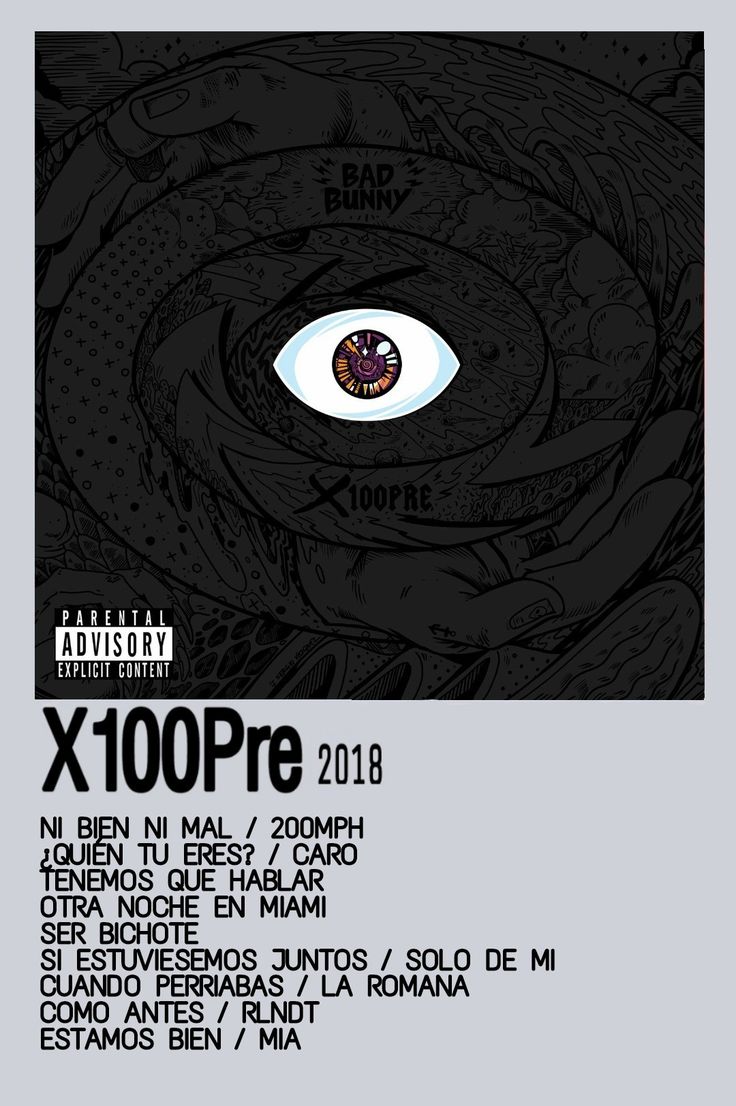 BAD
BUNNY
X100PRE
PARENTAL
ADVISORY
EXPLICIT CONTENT
X100Pre 2018
NI BIEN NI MAL / 200MPH
¿QUIÉN TU ERES? / CARO
TENEMOS QUE HABLAR
OTRA NOCHE EN MIAMI
SER BICHOTE
SI ESTUVIESEMOS JUNTOS / SOLO DE MI
CUANDO PERRIABAS / LA ROMANA
COMO ANTES / RLNDT
ESTAMOS BIEN / MIA